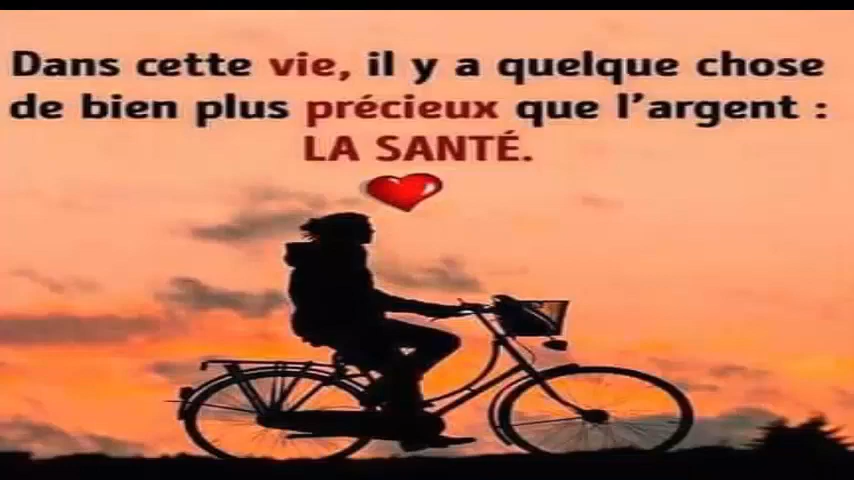 Dans cette vie, il y a quelque chose
de bien plus précieux que l'argent :
LA SANTÉ.